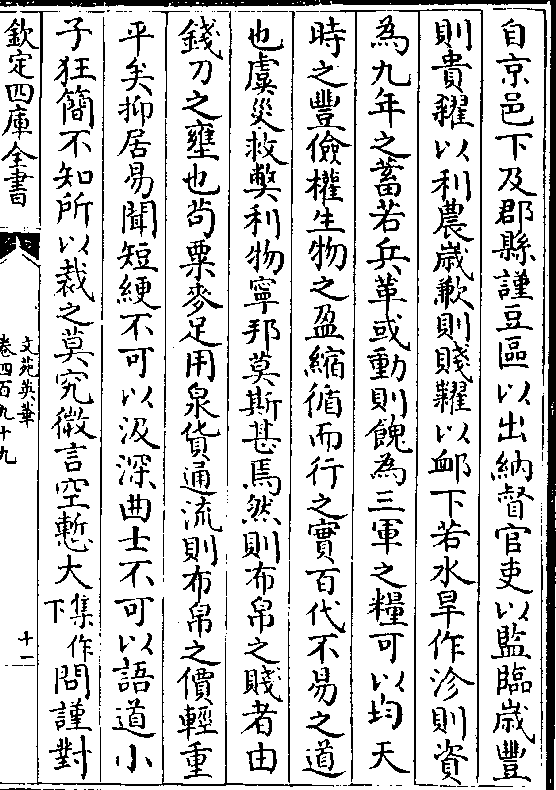 自京邑下及郡縣謹豆區以出納督官吏以監臨歳豐
則貴糴以利農歳歉則賤糶以䘏下若水旱作沴則資
為九年之蓄若兵革或動則餽為三軍之糧可以均天
時之豐儉權生物之盈縮循而行之實百代不易之道
也虞災救弊利物寧邦莫斯甚焉然則布帛之賤者由
錢刀之壅也茍粟麥足用泉貨通流則布帛之價輕重
平矣抑居易聞短綆不可以汲深曲士不可以語道小
子狂簡不知所以裁之莫究微言空慙大集作下問謹對
欽定四庫全書
文苑英華
卷四百九十九
十一